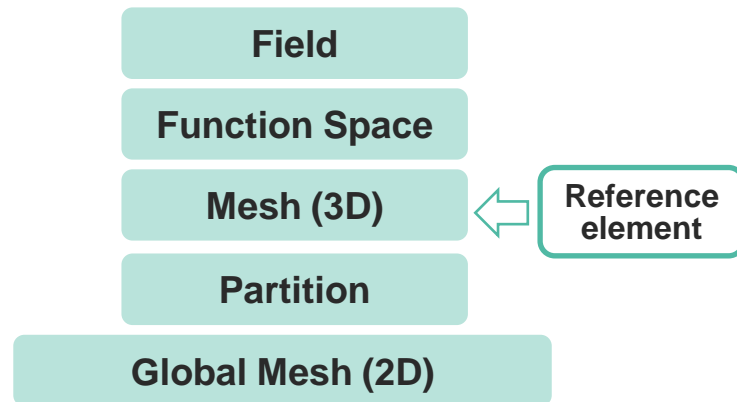 Field
Function Space
Mesh (3D)
Reference
element
Partition
Global Mesh (2D)